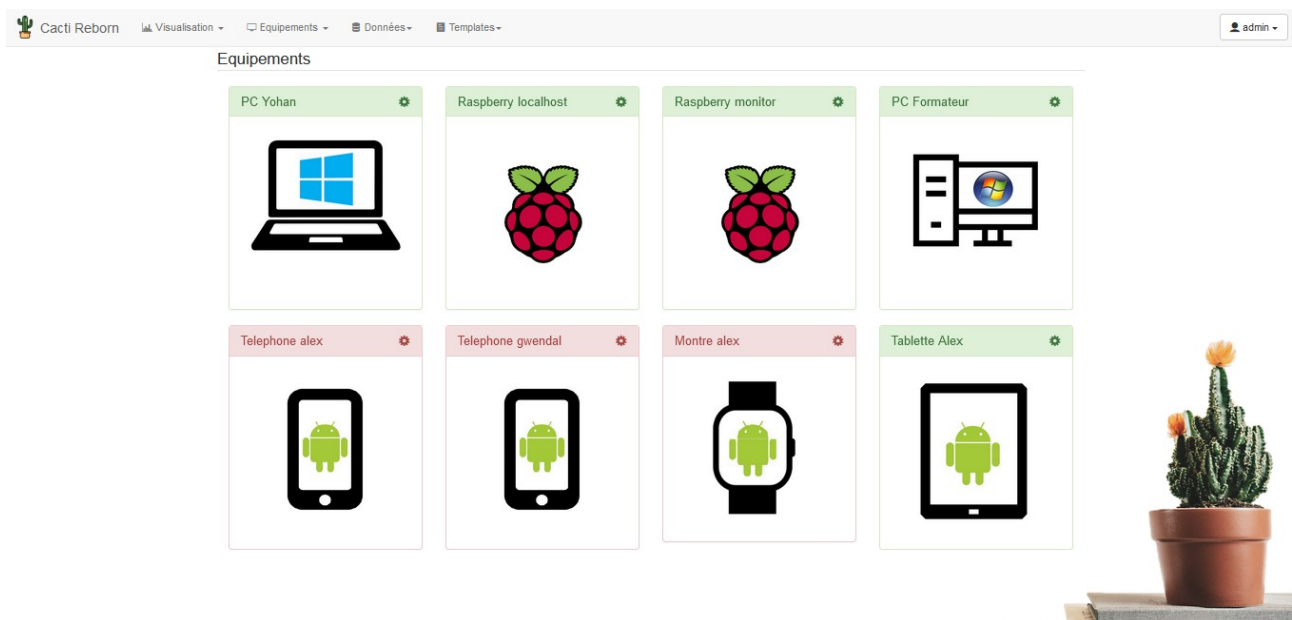 Cacti Reborn Visualisation Equipements Données Templates admin
Equipements
PC Yohan Raspberry localhost Raspberry monitor PC Formateur
Telephone alex Telephone gwendal Montre alex Tablette Alex